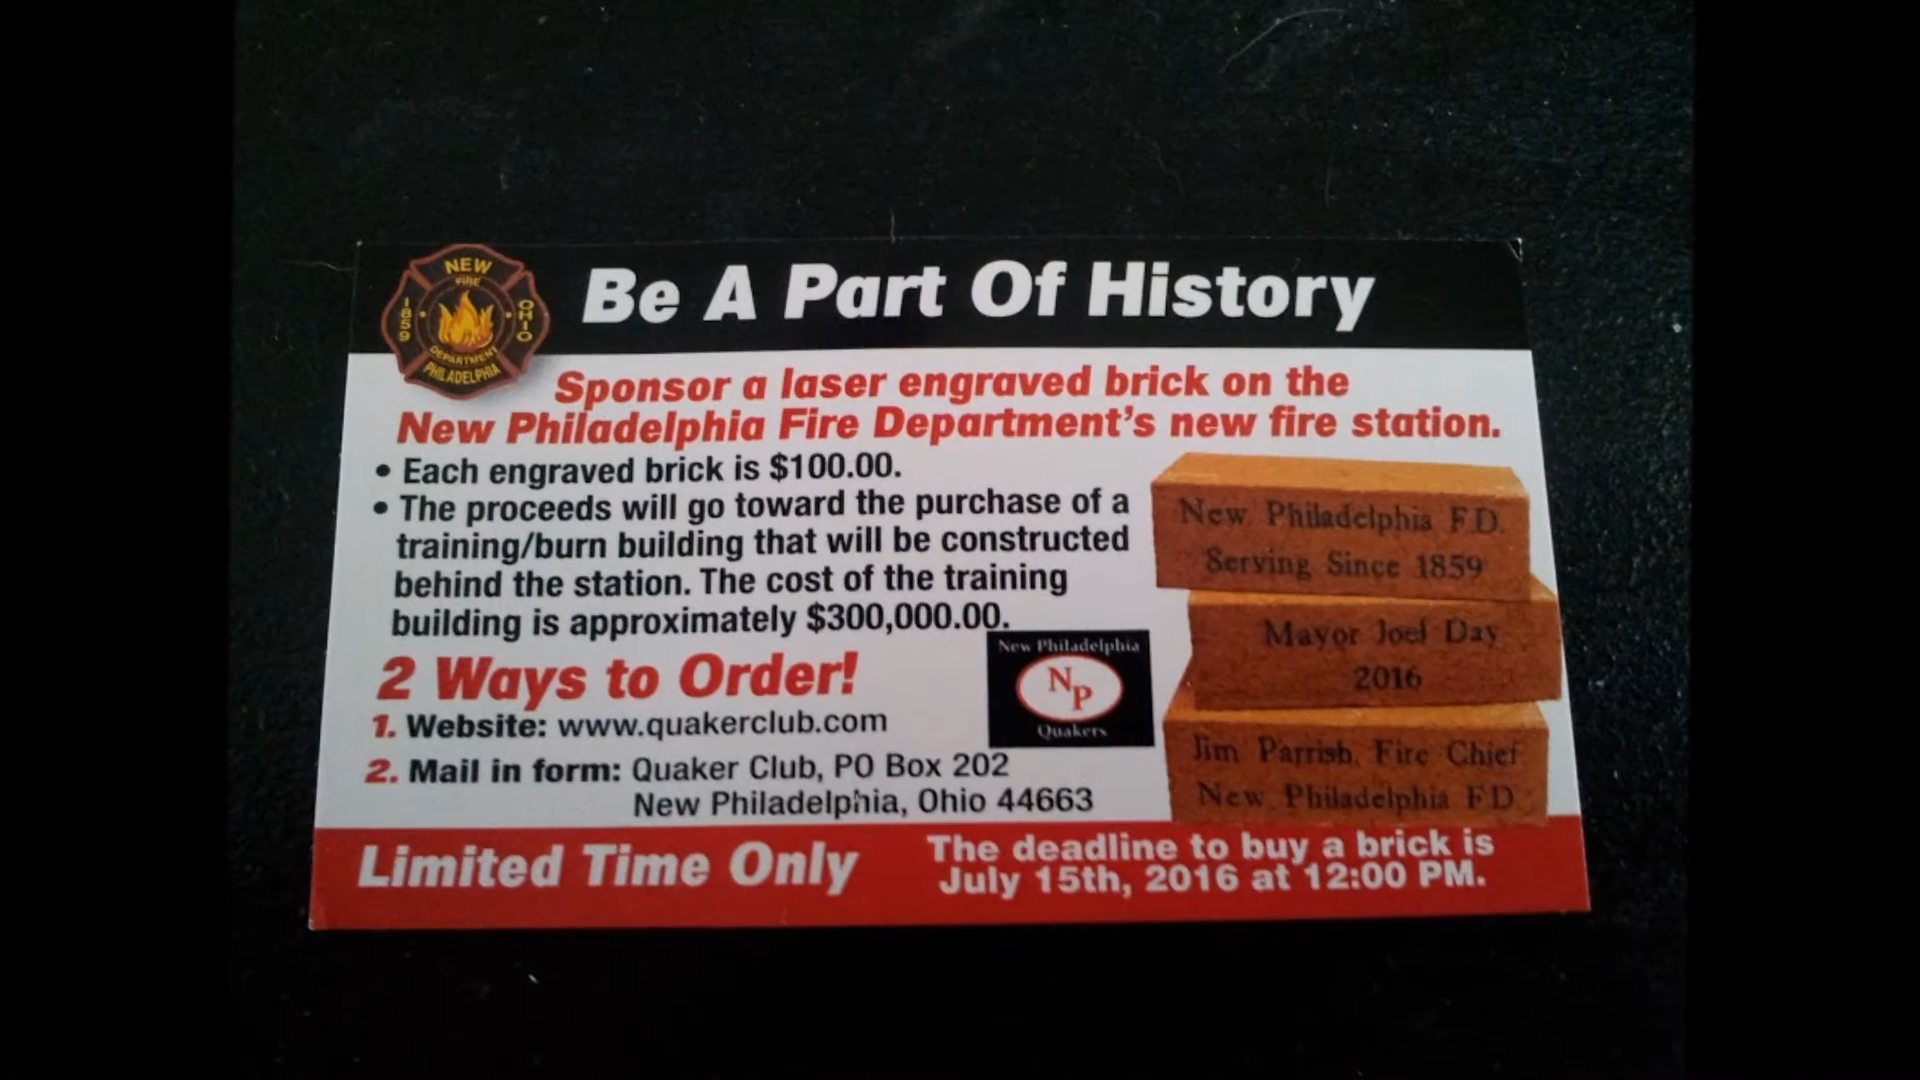 NEW
FIRE
1859
OHIO
DEPARTMENT
PHILADELPHIA
Be A Part Of History
Sponsor a laser engraved brick on the
New Philadelphia Fire Department's new fire station.
• Each engraved brick is $100.00.
• The proceeds will go toward the purchase of a
training/burn building that will be constructed
behind the station. The cost of the training
building is approximately $300,000.00.
New Philadelphia F.D.
Serving Since 1859
Mayor Joel Day
2016
Jim Parrish, Fire Chief
New Philadelphia F D
2 Ways to Order!
1. Website: www.quakerclub.com
2. Mail in form: Quaker Club, PO Box 202
New Philadelphia, Ohio 44663
New Philadelphia
NP
Quakers
Limited Time Only
The deadline to buy a brick is
July 15th, 2016 at 12:00 PM.